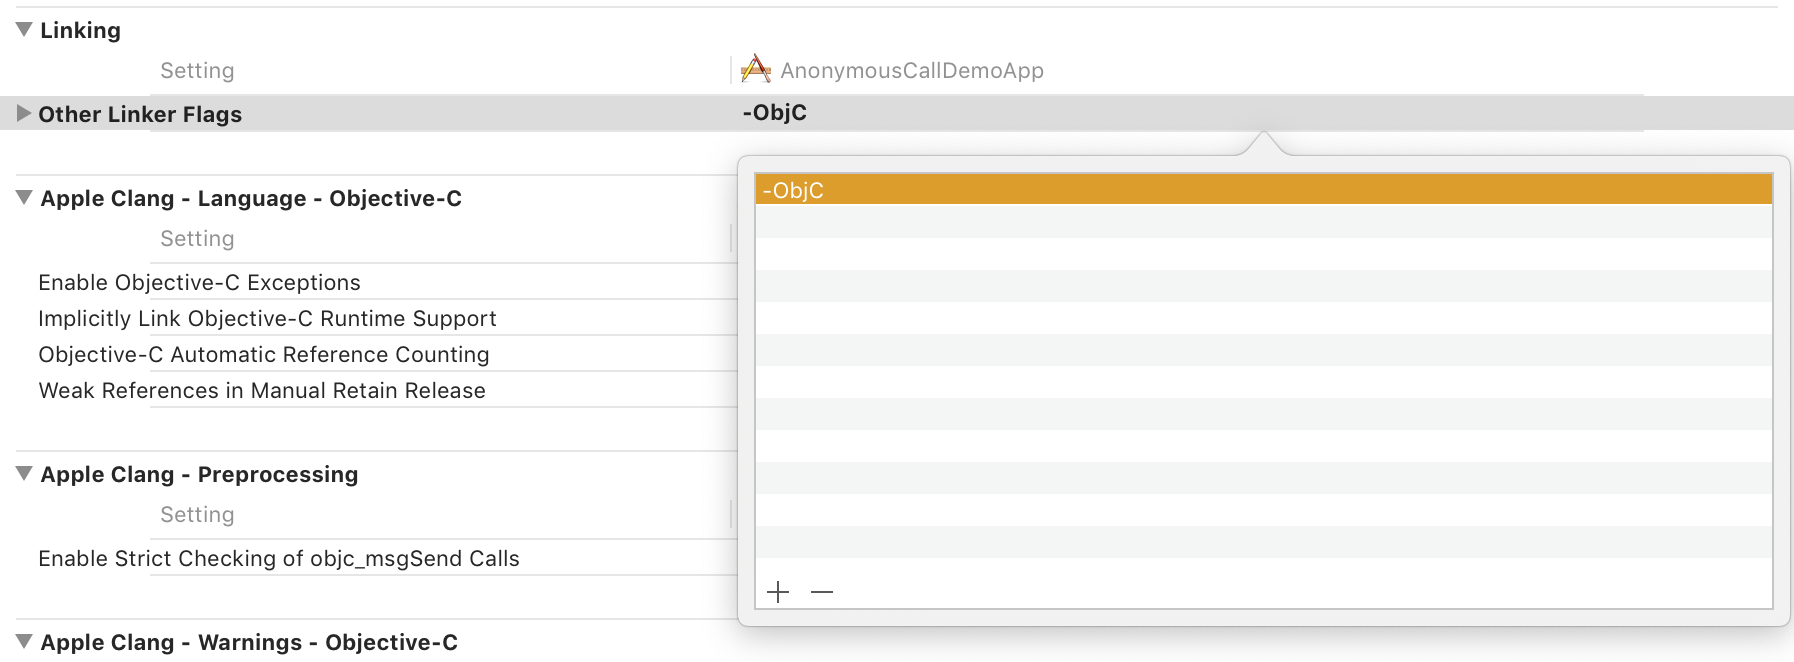 Linking
Setting AnonymousCallDemoApp
Other Linker Flags -ObjC
-ObjC
Apple Clang - Language - Objective-C
Setting
Enable Objective-C Exceptions
Implicitly Link Objective-C Runtime Support
Objective-C Automatic Reference Counting
Weak References in Manual Retain Release
Apple Clang - Preprocessing
Setting
Enable Strict Checking of objc_msgSend Calls
Apple Clang - Warnings - Objective-C